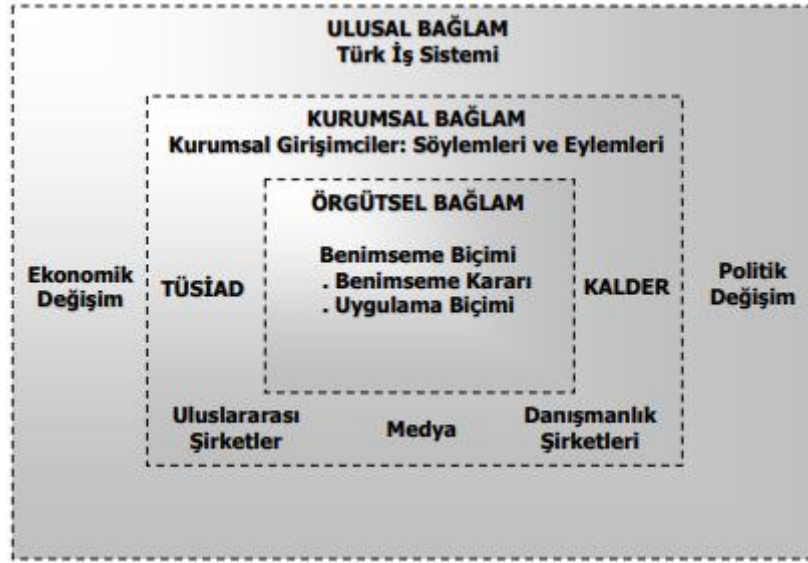 ULUSAL BAĞLAM
Türk İş Sistemi
KURUMSAL BAĞLAM
Kurumsal Girişimciler: Söylemleri ve Eylemleri
ÖRGÜTSEL BAĞLAM
Benimseme Biçimi
. Benimseme Kararı
. Uygulama Biçimi
Ekonomik
Değişim
TÜSİAD
KALDER
Politik
Değişim
Uluslararası
Şirketler
Medya
Danışmanlık
Şirketleri